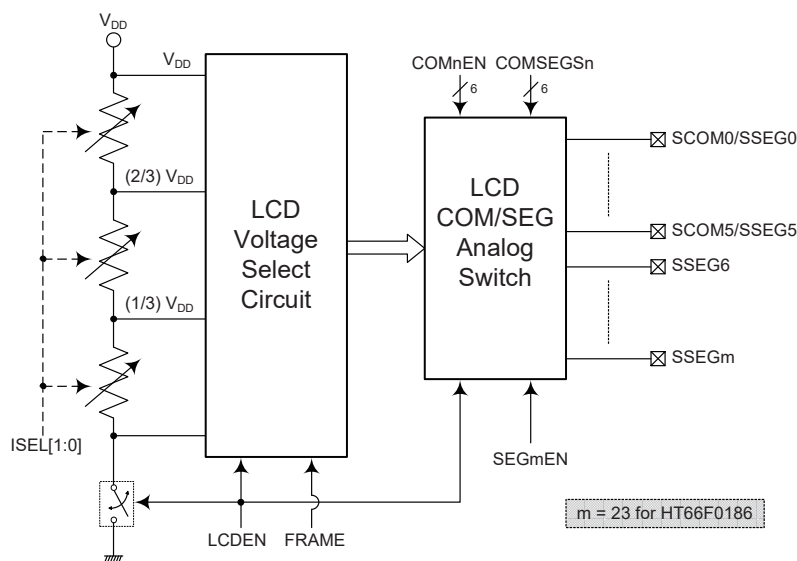 VDD
VDD
COMnEN
COMSEGSn
6
6
SCOM0/SSEG0
(2/3) VDD
LCD
Voltage
Select
Circuit
LCD
COM/SEG
Analog
Switch
SCOM5/SSEG5
SSEG6
(1/3) VDD
SSEGm
ISEL[1:0]
SEGmEN
LCDEN
FRAME
m = 23 for HT66F0186